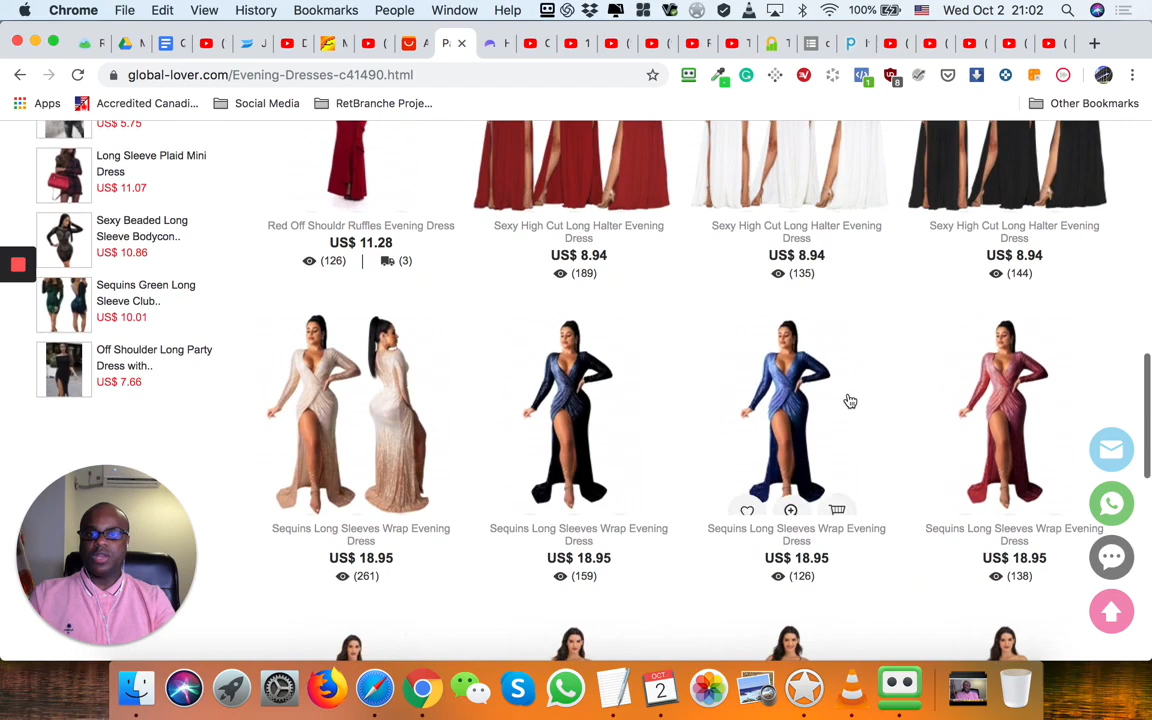 Chrome File Edit View History Bookmarks People Window Help 100% Wed Oct 2 21:02
global-lover.com/Evening-Dresses-c41490.html
Apps Accredited Canadi... Social Media RetBranche Proje... Other Bookmarks
US$ 5.75
Long Sleeve Plaid Mini
Dress
US$ 11.07
Sexy Beaded Long
Sleeve Bodycon..
US$ 10.86
Sequins Green Long
Sleeve Club..
US$ 10.01
Off Shoulder Long Party
Dress with..
US$ 7.66
Red Off Shouldr Ruffles Evening Dress
US$ 11.28
(126) | (3)
Sexy High Cut Long Halter Evening
Dress
US$ 8.94
(189)
Sexy High Cut Long Halter Evening
Dress
US$ 8.94
(135)
Sexy High Cut Long Halter Evening
Dress
US$ 8.94
(144)
Sequins Long Sleeves Wrap Evening
Dress
US$ 18.95
(261)
Sequins Long Sleeves Wrap Evening
Dress
US$ 18.95
(159)
Sequins Long Sleeves Wrap Evening
Dress
US$ 18.95
(126)
Sequins Long Sleeves Wrap Evening
Dress
US$ 18.95
(138)
OCT
2